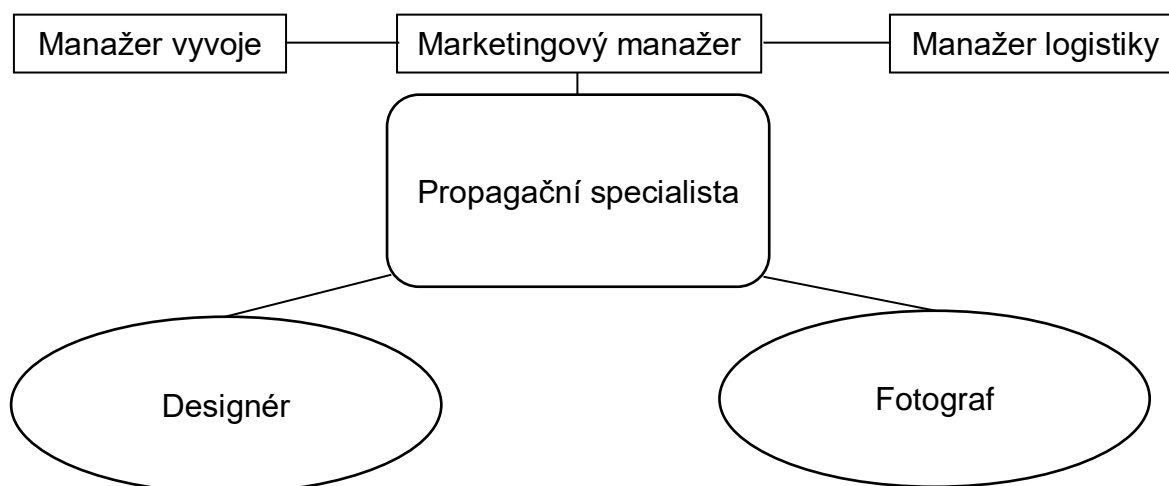 Manažer vyvoje
Marketingový manažer
Manažer logistiky
Propagační specialista
Designér
Fotograf